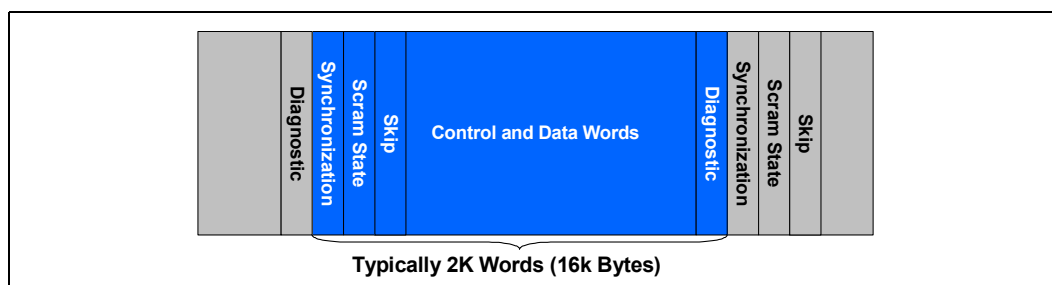 Diagnostic
Synchronization
Scram State
Skip
Control and Data Words
Diagnostic
Synchronization
Scram State
Skip
Typically 2K Words (16k Bytes)